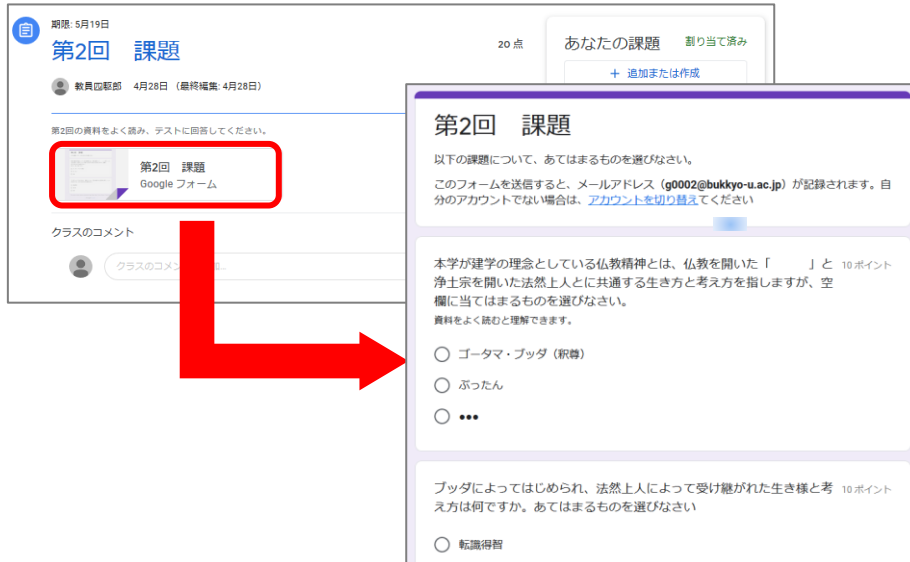 期限: 5月19日
第2回　課題
20 点
教員四駆郎　4月28日 （最終編集: 4月28日）
第2回の資料をよく読み、テストに回答してください。
第2回　課題
Google フォーム
クラスのコメント
クラスのコメン
あなたの課題
割り当て済み
＋ 追加または作成
第2回　課題
以下の課題について、あてはまるものを選びなさい。
このフォームを送信すると、メールアドレス（g0002@bukkyo-u.ac.jp）が記録されます。自
分のアカウントでない場合は、アカウントを切り替えてください
本学が建学の理念としている仏教精神とは、仏教を開いた「　　　」と
10 ポイント
浄土宗を開いた法然上人とに共通する生き方と考え方を指しますが、空
欄に当てはまるものを選びなさい。
資料をよく読むと理解できます。
ゴータマ・ブッダ（釈尊）
ぶったん
•••
ブッダによってはじめられ、法然上人によって受け継がれた生き様と考
10 ポイント
え方は何ですか。あてはまるものを選びなさい
転識得智